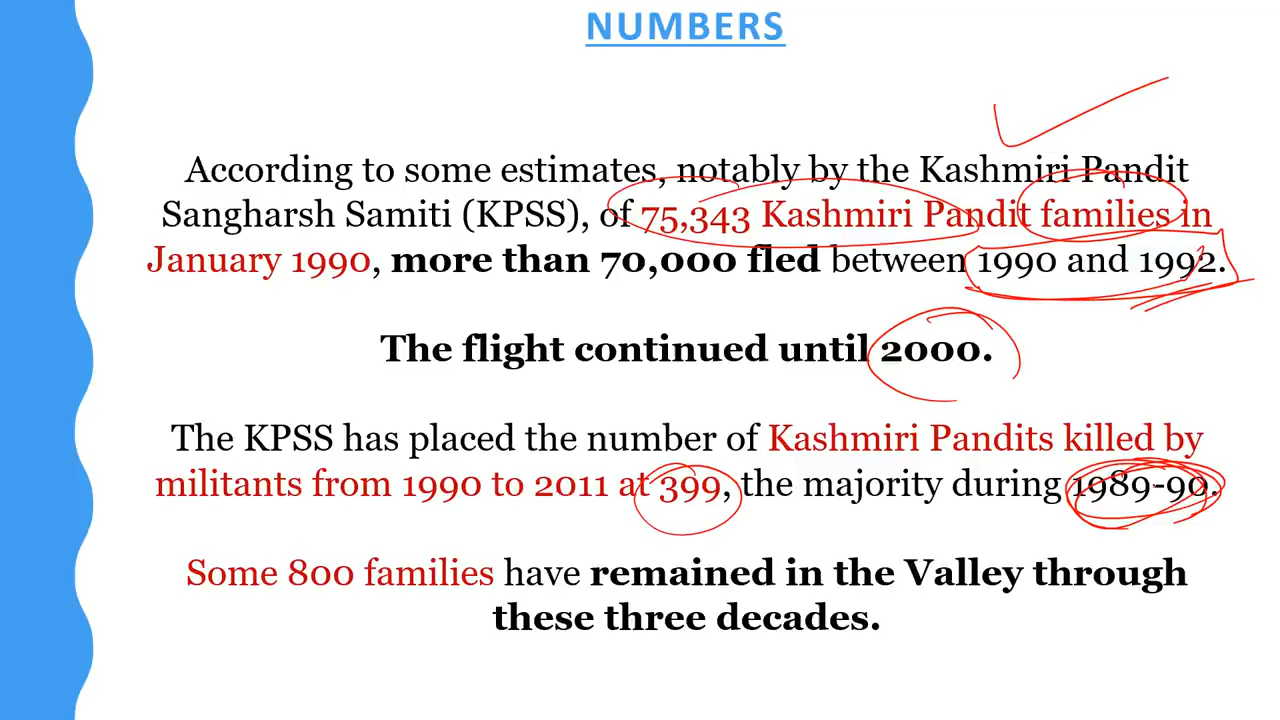 NUMBERS
According to some estimates, notably by the Kashmiri Pandit
Sangharsh Samiti (KPSS), of 75,343 Kashmiri Pandit families in
January 1990, more than 70,000 fled between 1990 and 1992.
The flight continued until 2000.
The KPSS has placed the number of Kashmiri Pandits killed by
militants from 1990 to 2011 at 399, the majority during 1989-90.
Some 800 families have remained in the Valley through
these three decades.